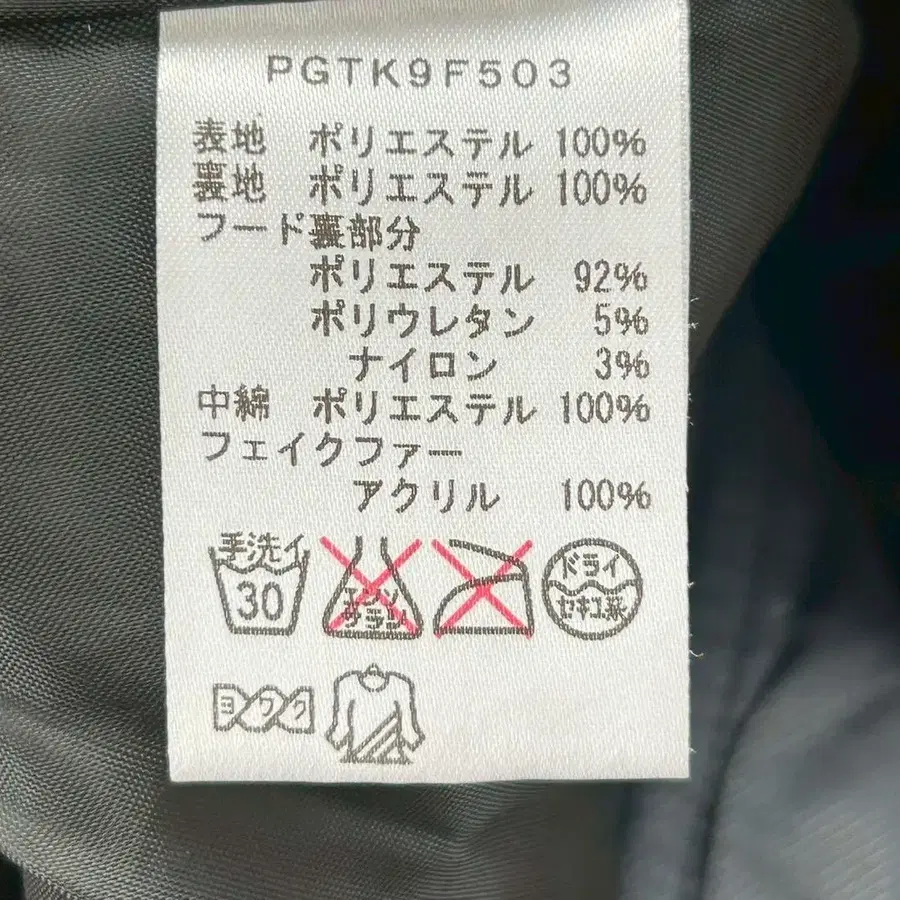 PGTK9F503
表地 ポリエステル 100%
裏地 ポリエステル 100%
フード裏部分
ポリエステル 92%
ポリウレタン 5%
ナイロン 3%
中綿 ポリエステル 100%
フェイクファー
アクリル 100%
手洗イ
30
エンソ
サラシ
ドライ
セキユ系
ヨワク